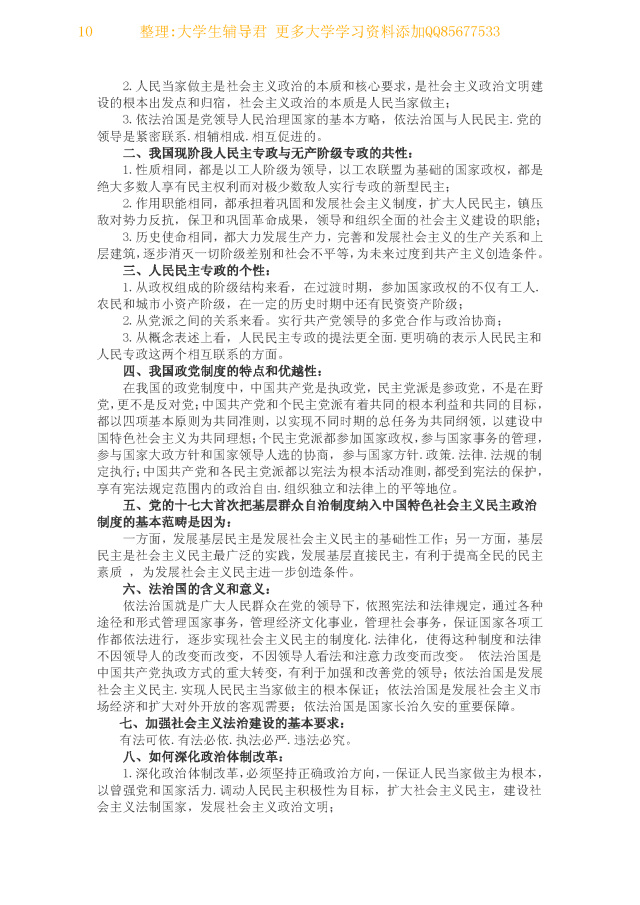 10 整理:大学生辅导君 更多大学学习资料添加QQ85677533
2.人民当家做主是社会主义政治的本质和核心要求,是社会主义政治文明建
设的根本出发点和归宿,社会主义政治的本质是人民当家做主;
3.依法治国是党领导人民治理国家的基本方略,依法治国与人民民主.党的
领导是紧密联系.相辅相成.相互促进的。
二、我国现阶段人民主专政与无产阶级专政的共性:
1.性质相同,都是以工人阶级为领导,以工农联盟为基础的国家政权,都是
绝大多数人享有民主权利而对极少数敌人实行专政的新型民主;
2.作用职能相同,都承担着巩固和发展社会主义制度,扩大人民民主,镇压
敌对势力反抗,保卫和巩固革命成果,领导和组织全面的社会主义建设的职能;
3.历史使命相同,都大力发展生产力,完善和发展社会主义的生产关系和上
层建筑,逐步消灭一切阶级差别和社会不平等,为未来过度到共产主义创造条件。
三、人民民主专政的个性:
1.从政权组成的阶级结构来看,在过渡时期,参加国家政权的不仅有工人.
农民和城市小资产阶级,在一定的历史时期中还有民资资产阶级;
2.从党派之间的关系来看。实行共产党领导的多党合作与政治协商;
3.从概念表述上看,人民民主专政的提法更全面.更明确的表示人民民主和
人民专政这两个相互联系的方面。
四、我国政党制度的特点和优越性:
在我国的政党制度中,中国共产党是执政党,民主党派是参政党,不是在野
党,更不是反对党;中国共产党和个民主党派有着共同的根本利益和共同的目标,
都以四项基本原则为共同准则,以实现不同时期的总任务为共同纲领,以建设中
国特色社会主义为共同理想;个民主党派都参加国家政权,参与国家事务的管理,
参与国家大政方针和国家领导人选的协商,参与国家方针.政策.法律.法规的制
定执行;中国共产党和各民主党派都以宪法为根本活动准则,都受到宪法的保护,
享有宪法规定范围内的政治自由.组织独立和法律上的平等地位。
五、党的十七大首次把基层群众自治制度纳入中国特色社会主义民主政治
制度的基本范畴是因为:
一方面,发展基层民主是发展社会主义民主的基础性工作;另一方面,基层
民主是社会主义民主最广泛的实践,发展基层直接民主,有利于提高全民的民主
素质 ,为发展社会主义民主进一步创造条件。
六、法治国的含义和意义:
依法治国就是广大人民群众在党的领导下,依照宪法和法律规定,通过各种
途径和形式管理国家事务,管理经济文化事业,管理社会事务,保证国家各项工
作都依法进行,逐步实现社会主义民主的制度化.法律化,使得这种制度和法律
不因领导人的改变而改变,不因领导人看法和注意力改变而改变。 依法治国是
中国共产党执政方式的重大转变,有利于加强和改善党的领导;依法治国是发展
社会主义民主.实现人民民主当家做主的根本保证;依法治国是发展社会主义市
场经济和扩大对外开放的客观需要;依法治国是国家长治久安的重要保障。
七、加强社会主义法治建设的基本要求:
有法可依.有法必依.执法必严.违法必究。
八、如何深化政治体制改革:
1.深化政治体制改革,必须坚持正确政治方向,一保证人民当家做主为根本,
以曾强党和国家活力.调动人民民主积极性为目标,扩大社会主义民主,建设社
会主义法制国家,发展社会主义政治文明;